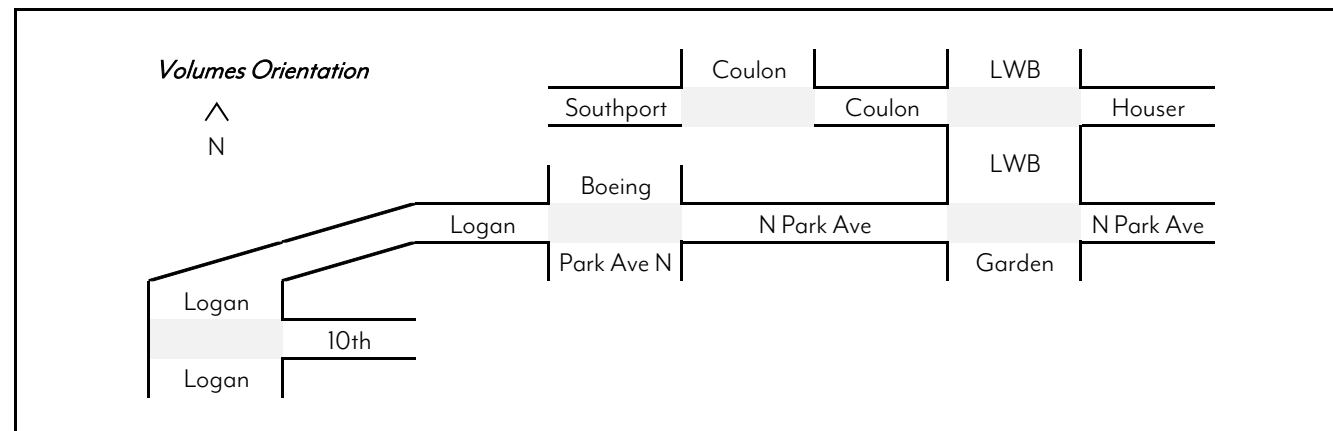 Volumes Orientation
N
Coulon
LWB
Southport
Coulon
Houser
LWB
Boeing
Logan
N Park Ave
N Park Ave
Park Ave N
Garden
Logan
10th
Logan